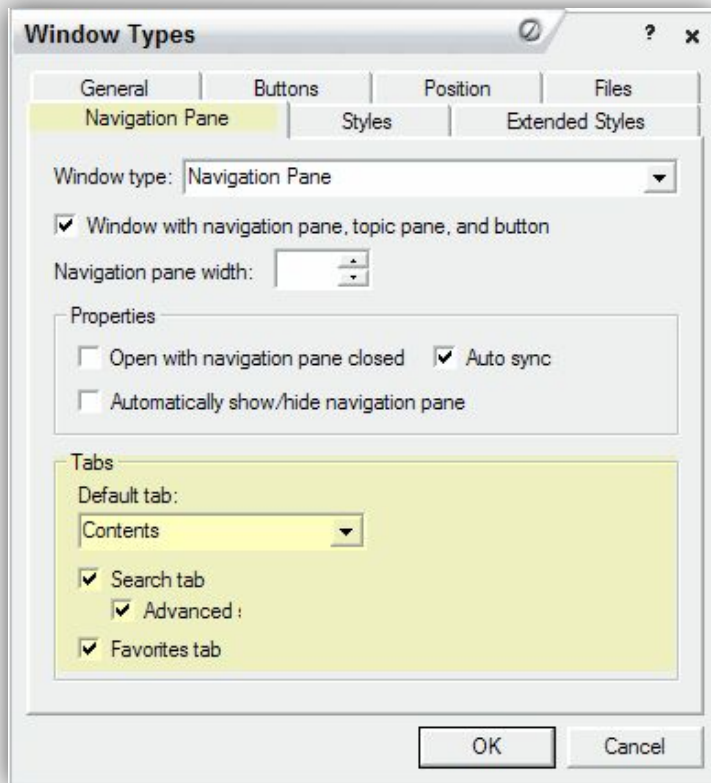 Window Types
? x
General Buttons Position Files
Navigation Pane Styles Extended Styles
Window type: Navigation Pane
Window with navigation pane, topic pane, and button
Navigation pane width:
Properties
Open with navigation pane closed Auto sync
Automatically show/hide navigation pane
Tabs
Default tab:
Contents
Search tab
Advanced
Favorites tab
OK Cancel